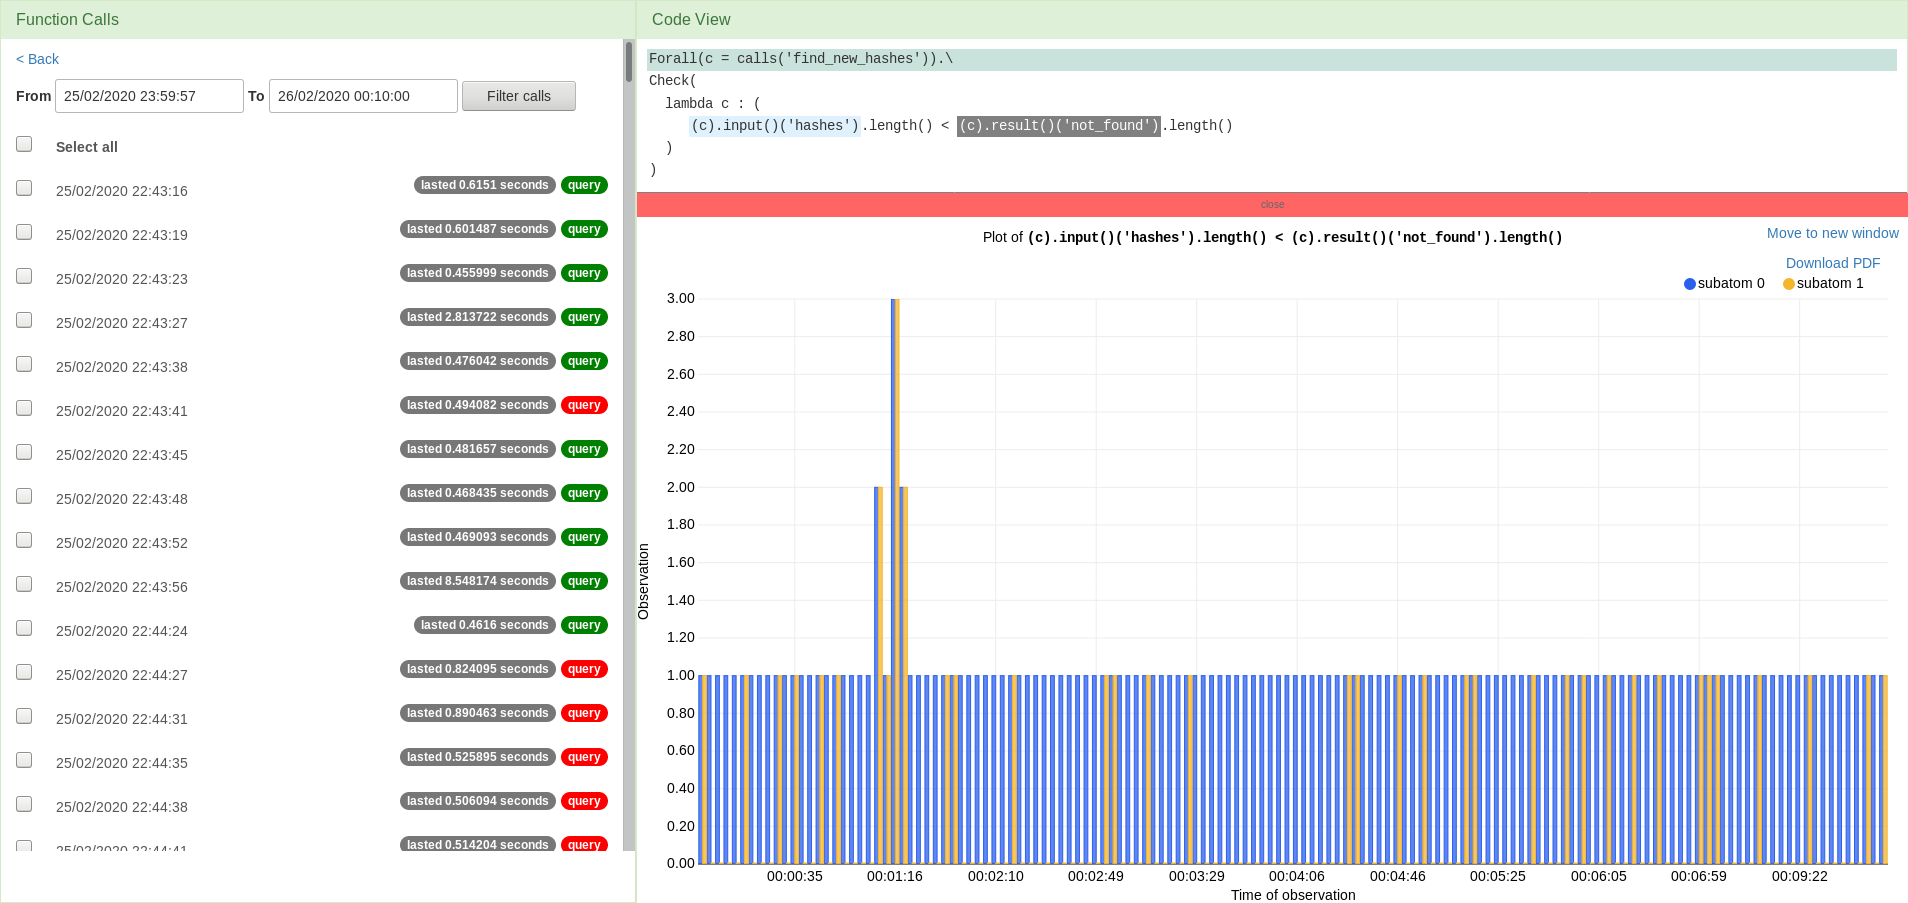 Function Calls
< Back
From 25/02/2020 23:59:57 To 26/02/2020 00:10:00 Filter calls
Select all
25/02/2020 22:43:16 lasted 0.6151 seconds query
25/02/2020 22:43:19 lasted 0.601487 seconds query
25/02/2020 22:43:23 lasted 0.455999 seconds query
25/02/2020 22:43:27 lasted 2.813722 seconds query
25/02/2020 22:43:38 lasted 0.476042 seconds query
25/02/2020 22:43:41 lasted 0.494082 seconds query
25/02/2020 22:43:45 lasted 0.481657 seconds query
25/02/2020 22:43:48 lasted 0.468435 seconds query
25/02/2020 22:43:52 lasted 0.469093 seconds query
25/02/2020 22:43:56 lasted 8.548174 seconds query
25/02/2020 22:44:24 lasted 0.4616 seconds query
25/02/2020 22:44:27 lasted 0.824095 seconds query
25/02/2020 22:44:31 lasted 0.890463 seconds query
25/02/2020 22:44:35 lasted 0.525895 seconds query
25/02/2020 22:44:38 lasted 0.506094 seconds query
25/02/2020 22:44:41 lasted 0.514204 seconds query
Code View
Forall(c = calls('find_new_hashes')).\
Check(
lambda c : (
(c).input()('hashes').length() < (c).result()('not_found').length()
)
)
close
Plot of (c).input()('hashes').length() < (c).result()('not_found').length()
Move to new window
Download PDF
subatom 0 subatom 1
3.00
2.80
2.60
2.40
2.20
2.00
1.80
1.60
1.40
1.20
1.00
0.80
0.60
0.40
0.20
0.00
Observation
00:00:35 00:01:16 00:02:10 00:02:49 00:03:29 00:04:06 00:04:46 00:05:25 00:06:05 00:06:59 00:09:22
Time of observation